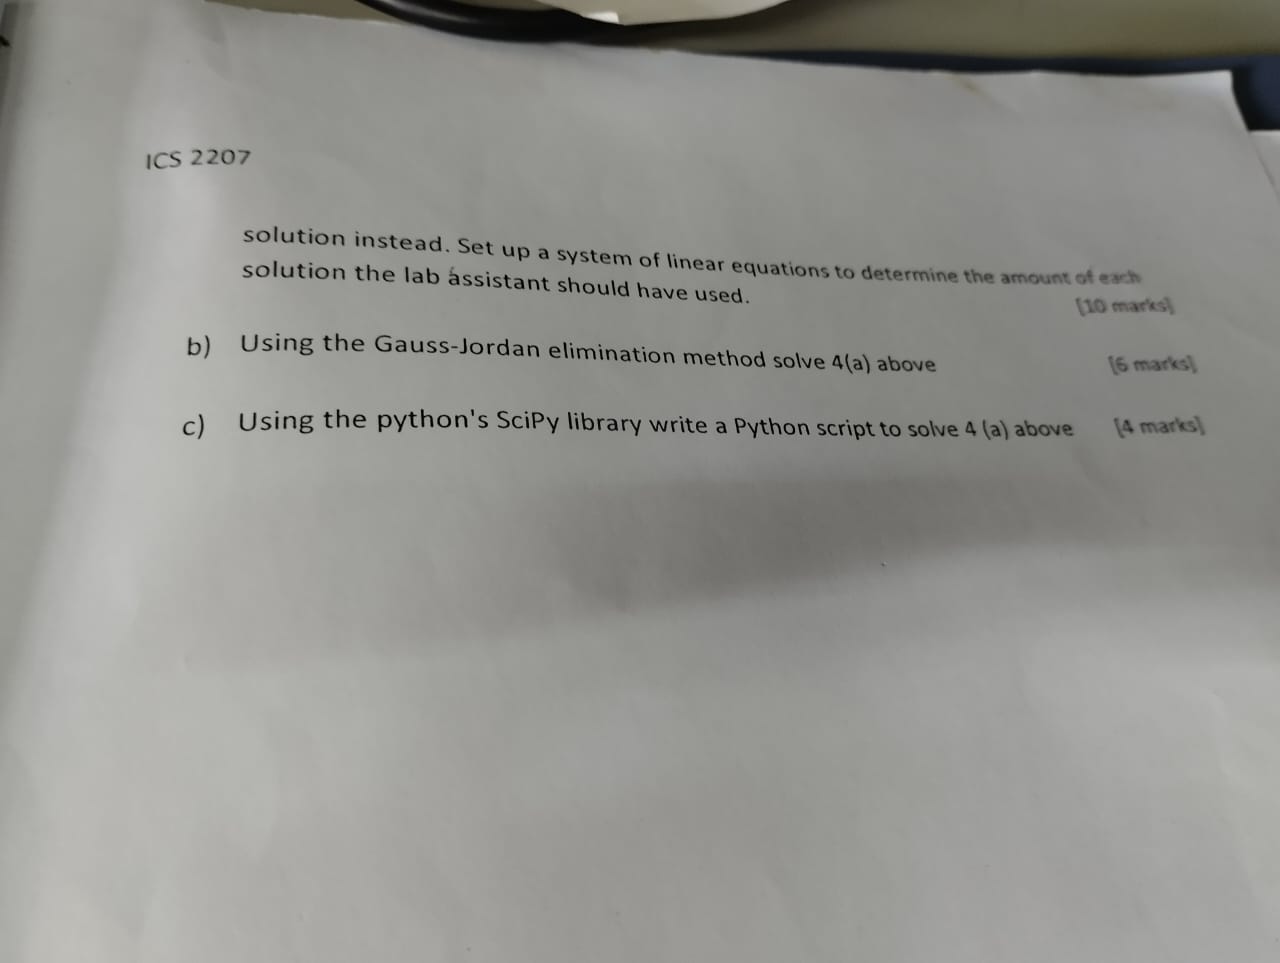 ICS 2207
solution instead. Set up a system of linear equations to determine the amount of each
solution the lab assistant should have used.
[10 marks]
b) Using the Gauss-Jordan elimination method solve 4(a) above [6 marks]
c) Using the python's SciPy library write a Python script to solve 4 (a) above [4 marks]